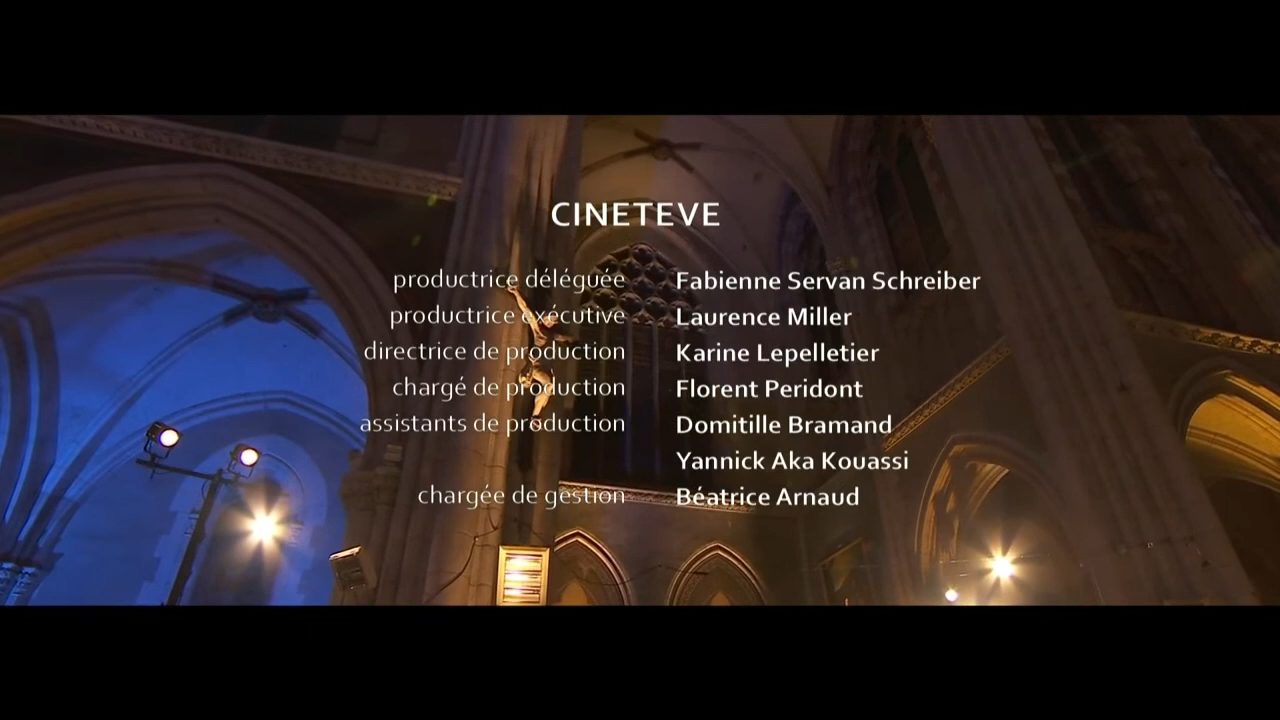 CINETEVE
productrice déléguée Fabienne Servan Schreiber
productrice exécutive Laurence Miller
directrice de production Karine Lepelletier
chargé de production Florent Peridont
assistants de production Domitille Bramand
Yannick Aka Kouassi
chargée de gestion Béatrice Arnaud